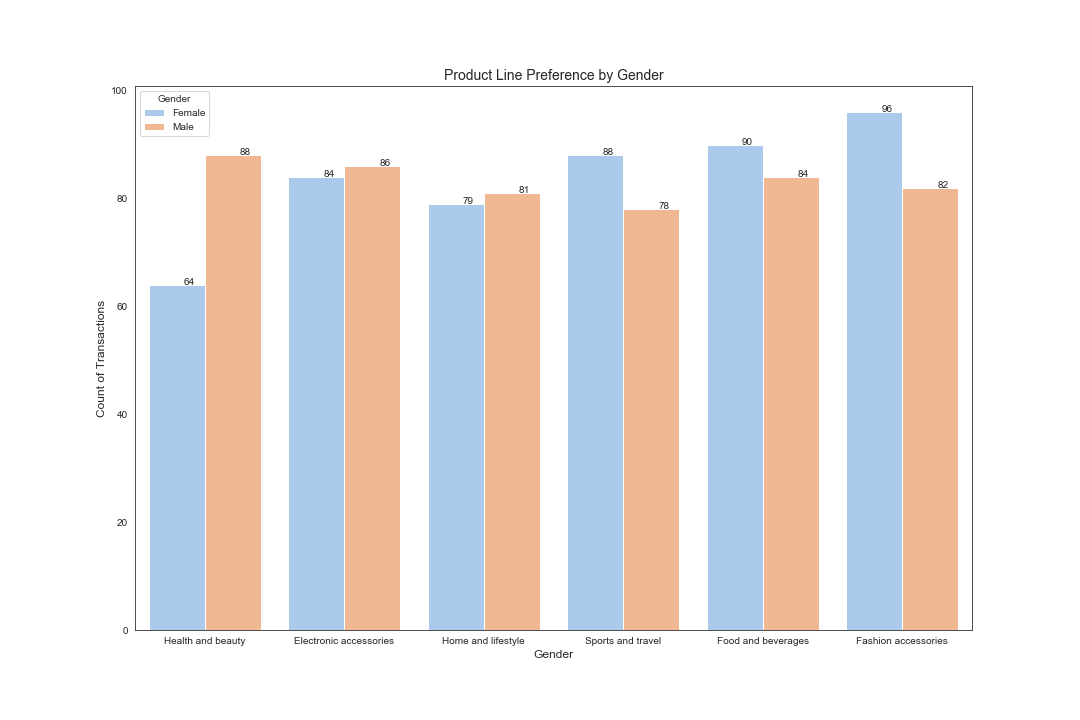 Product Line Preference by Gender
Gender
Female
Male
Count of Transactions
100
80
60
40
20
0
64
88
84
86
79
81
88
78
90
84
96
82
Health and beauty
Electronic accessories
Home and lifestyle
Sports and travel
Food and beverages
Fashion accessories
Gender